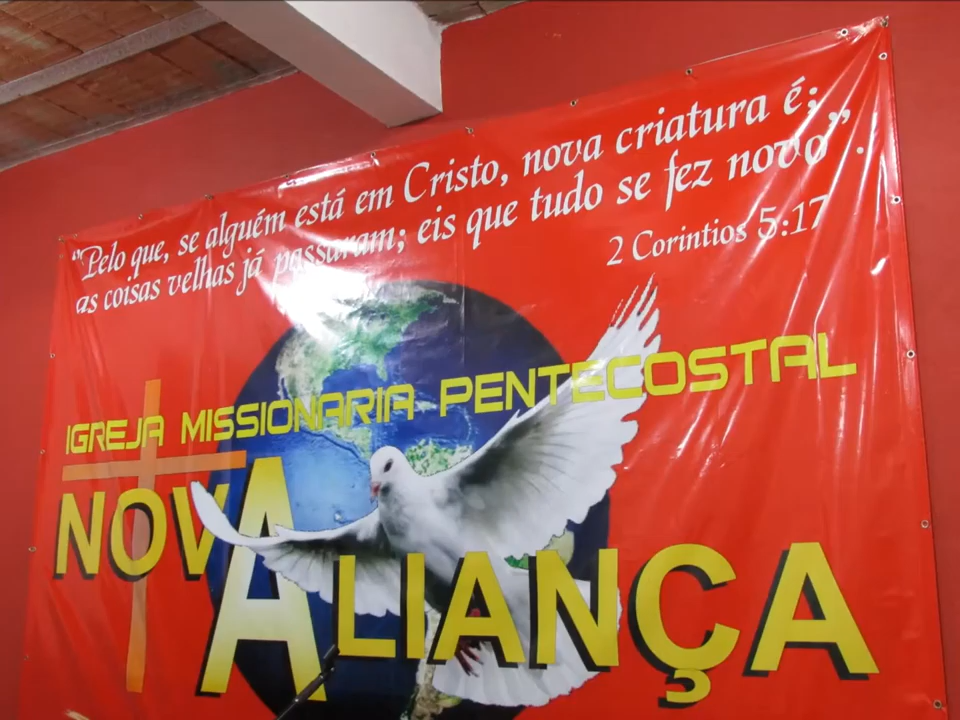 "Pelo que, se alguém está em Cristo, nova criatura é;
as coisas velhas já passaram; eis que tudo se fez novo".
2 Corintios 5:17
IGREJA MISSIONARIA PENTECOSTAL
NOVA
ALIANÇA